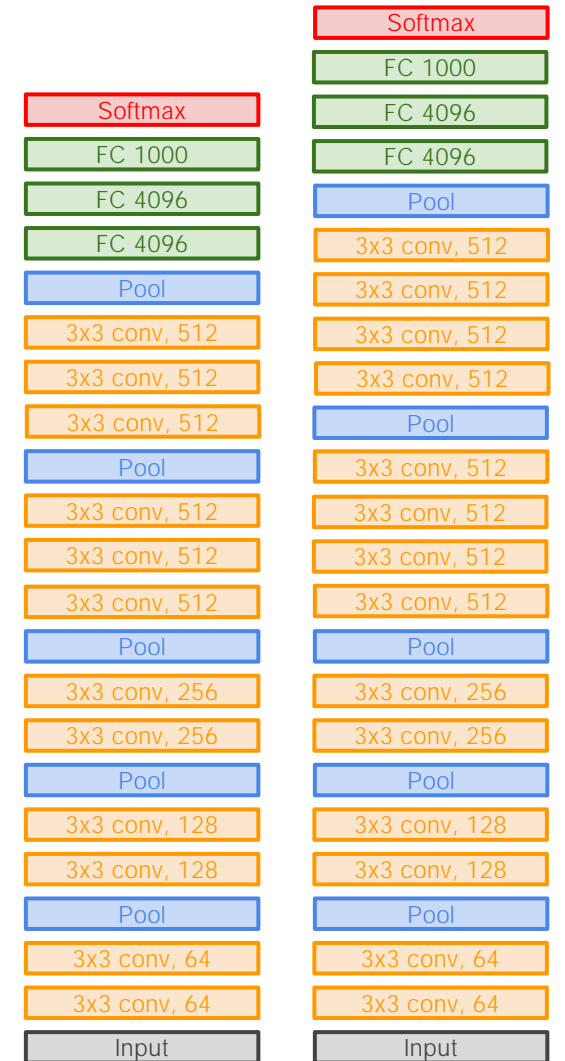 Softmax
FC 1000
FC 4096
FC 4096
Pool
3x3 conv, 512
3x3 conv, 512
3x3 conv, 512
Pool
3x3 conv, 512
3x3 conv, 512
3x3 conv, 512
Pool
3x3 conv, 256
3x3 conv, 256
Pool
3x3 conv, 128
3x3 conv, 128
Pool
3x3 conv, 64
3x3 conv, 64
Input
Softmax
FC 1000
FC 4096
FC 4096
Pool
3x3 conv, 512
3x3 conv, 512
3x3 conv, 512
3x3 conv, 512
Pool
3x3 conv, 512
3x3 conv, 512
3x3 conv, 512
3x3 conv, 512
Pool
3x3 conv, 256
3x3 conv, 256
Pool
3x3 conv, 128
3x3 conv, 128
Pool
3x3 conv, 64
3x3 conv, 64
Input